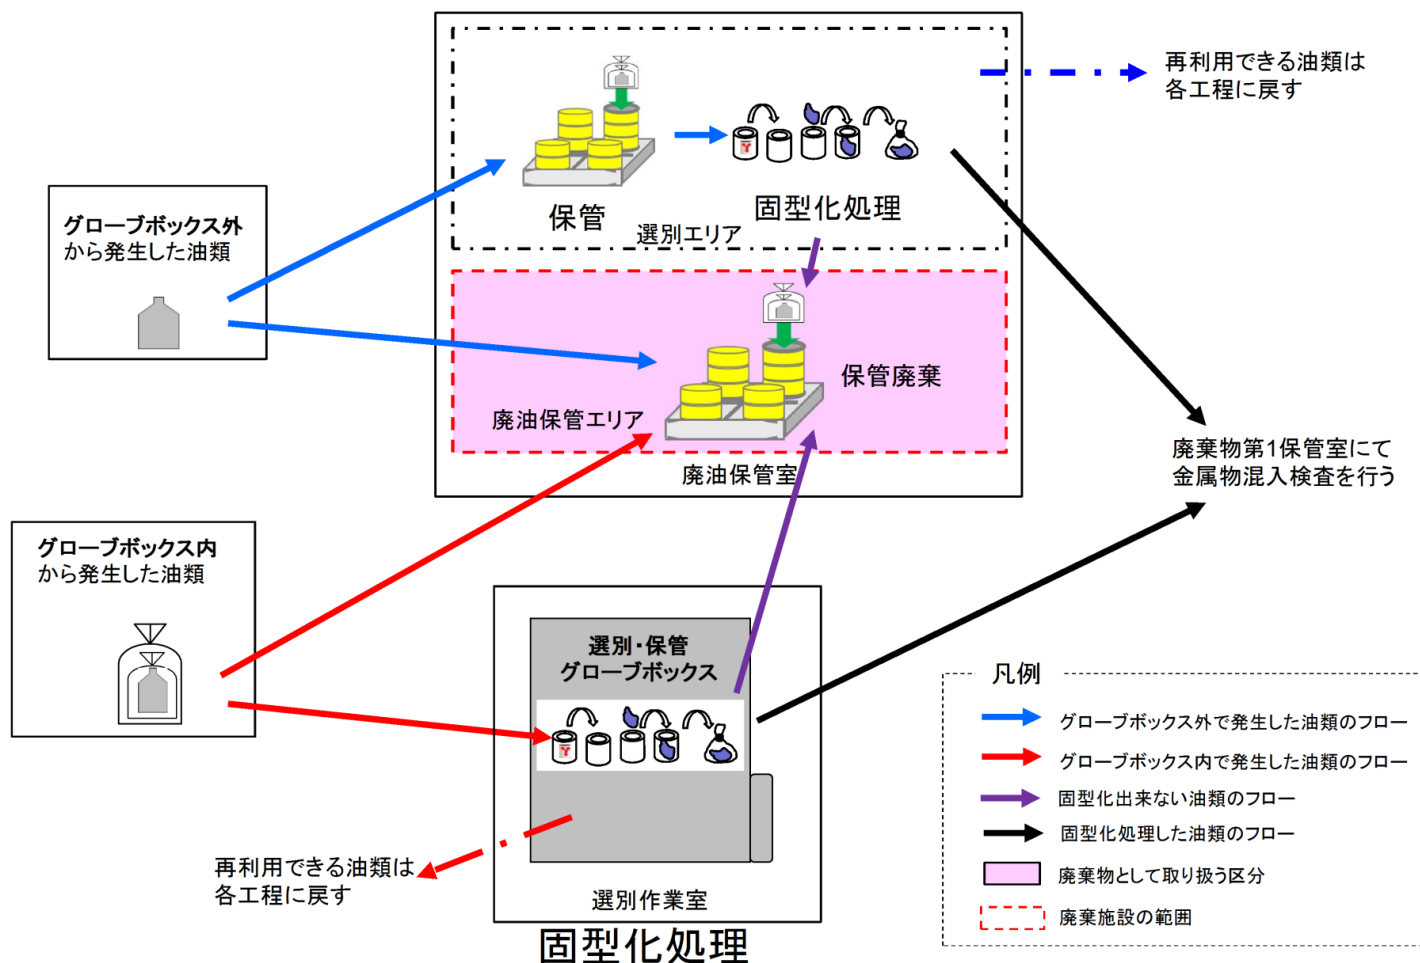 再利用できる油類は
各工程に戻す
保管
固型化処理
選別エリア
グローブボックス外
から発生した油類
保管廃棄
廃油保管エリア
廃油保管室
廃棄物第1保管室にて
金属物混入検査を行う
グローブボックス内
から発生した油類
選別・保管
グローブボックス
再利用できる油類は
各工程に戻す
選別作業室
固型化処理
凡例
グローブボックス外で発生した油類のフロー
グローブボックス内で発生した油類のフロー
固型化出来ない油類のフロー
固型化処理した油類のフロー
廃棄物として取り扱う区分
廃棄施設の範囲